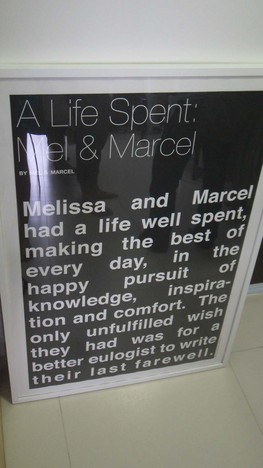 A Life Spent:
Mel & Marcel
BY MEL & MARCEL
Melissa and Marcel
had a life well spent,
making the best of
every day, in the
happy pursuit of
knowledge, inspira-
tion and comfort. The
only unfulfilled wish
they had was for a
better eulogist to write
their last farewell.